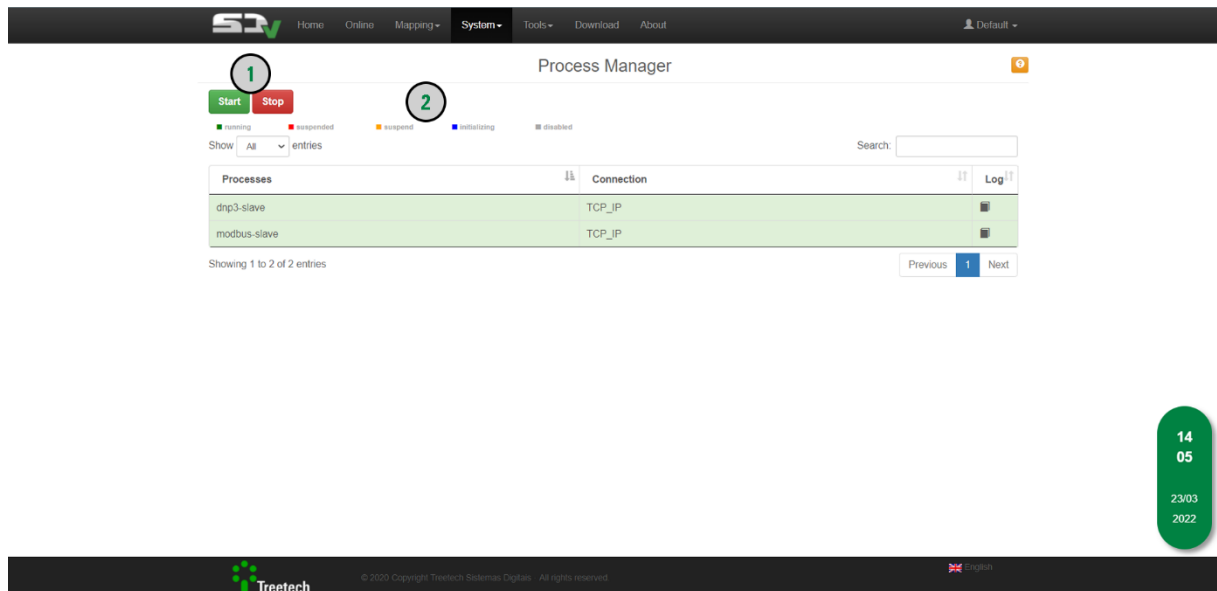 SDV Home Online Mapping System Tools Download About Default
Process Manager
1
Start Stop
2
running suspended suspend initializing disabled
Show All entries Search:
Processes Connection Log
dnp3-slave TCP_IP
modbus-slave TCP_IP
Showing 1 to 2 of 2 entries Previous 1 Next
14
05
23/03
2022
Treetech © 2020 Copyright Treetech Sistemas Digitais - All rights reserved English